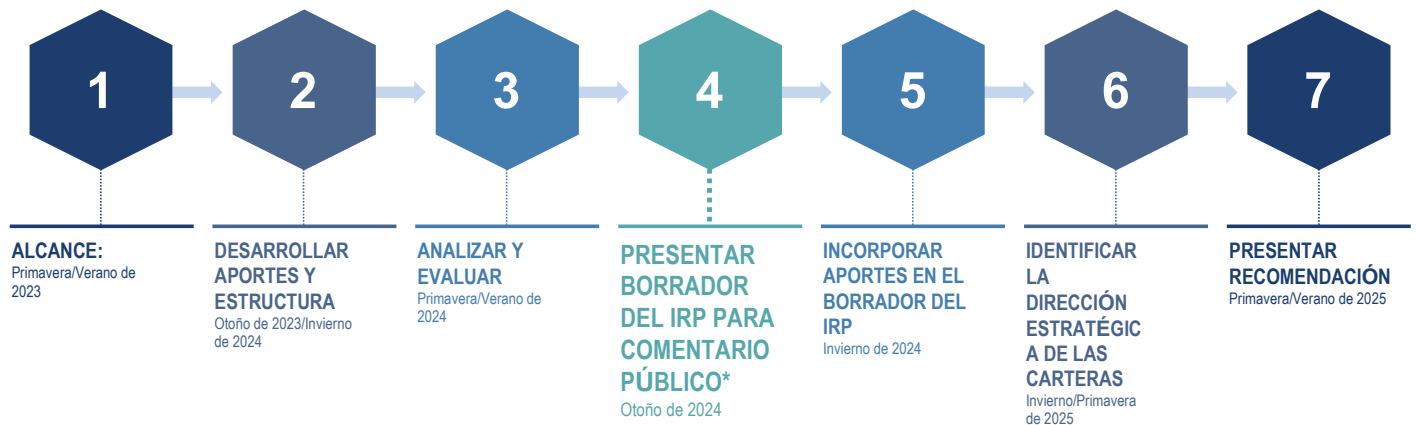 1
2
3
4
5
6
7
ALCANCE:
Primavera/Verano de
2023
DESARROLLAR
APORTES Y
ESTRUCTURA
Otoño de 2023/Invierno
de 2024
ANALIZAR Y
EVALUAR
Primavera/Verano de
2024
PRESENTAR
BORRADOR
DEL IRP PARA
COMENTARIO
PÚBLICO*
Otoño de 2024
INCORPORAR
APORTES EN EL
BORRADOR DEL
IRP
Invierno de 2024
IDENTIFICAR
LA
DIRECCIÓN
ESTRATÉGIC
A DE LAS
CARTERAS
Invierno/Primavera
de 2025
PRESENTAR
RECOMENDACIÓN
Primavera/Verano de 2025